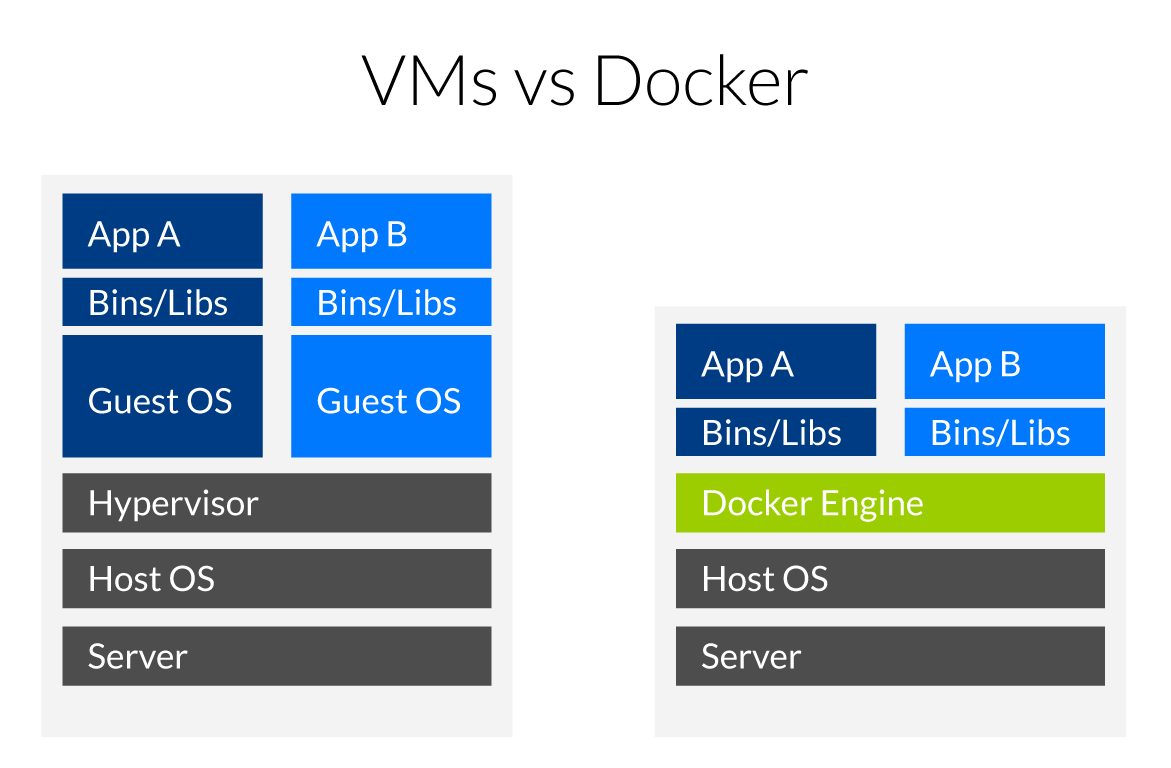 VMs vs Docker
App A
App B
Bins/Libs
Bins/Libs
Guest OS
Guest OS
Hypervisor
Host OS
Server
App A
App B
Bins/Libs
Bins/Libs
Docker Engine
Host OS
Server